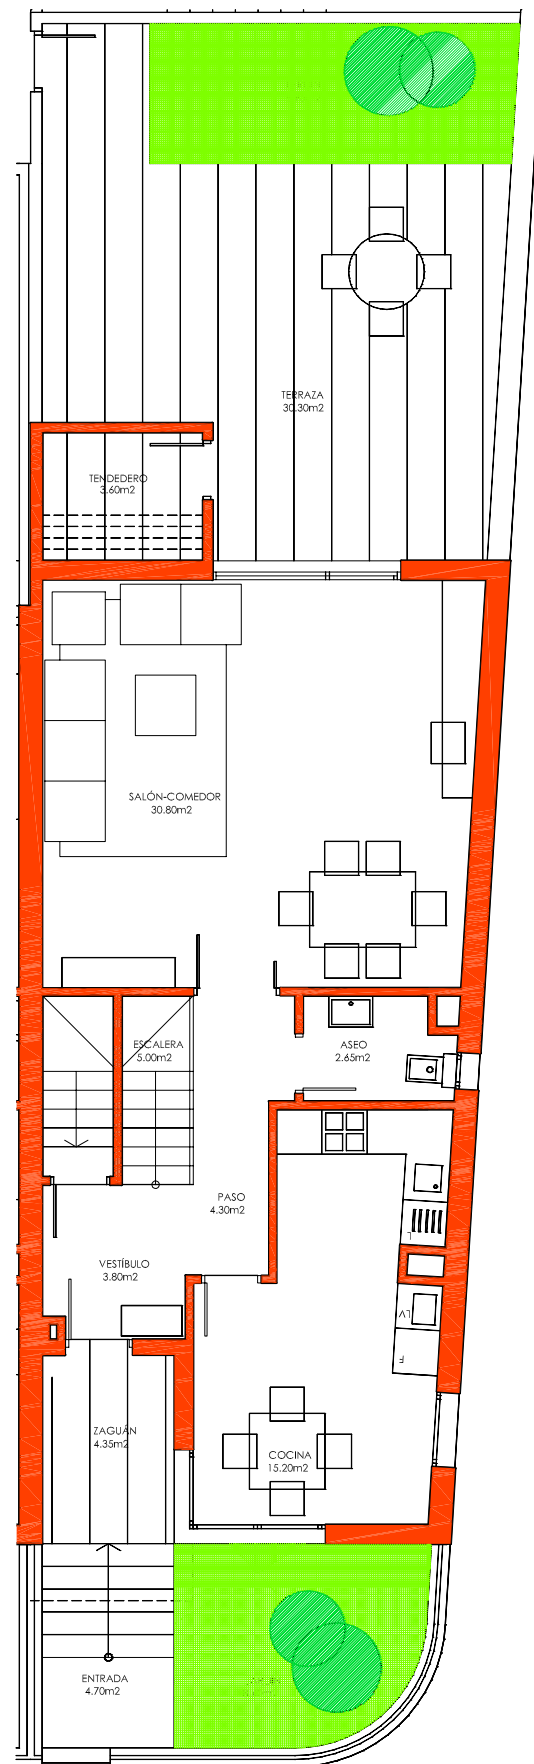 TERRAZA
30.30m2
TENDEDERO
3.60m2
SALÓN-COMEDOR
30.80m2
ESCALERA
5.00m2
ASEO
2.65m2
PASO
4.30m2
L
VESTÍBULO
3.80m2
LV
F
ZAGUÁN
4.35m2
COCINA
15.20m2
ENTRADA
4.70m2